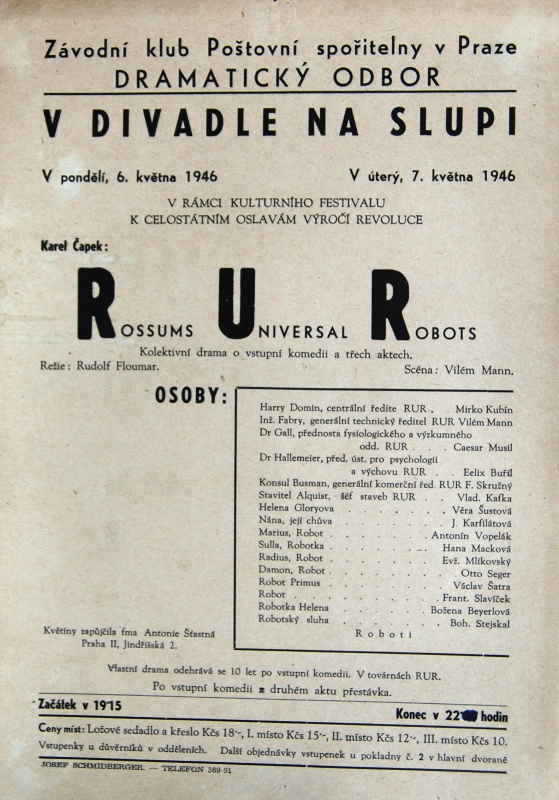 Závodní klub Poštovní spořitelny v Praze
DRAMATICKÝ ODBOR
V DIVADLE NA SLUPI
V pondělí, 6. května 1946 V úterý, 7. května 1946
V RÁMCI KULTURNÍHO FESTIVALU
K CELOSTÁTNÍM OSLAVÁM VÝROČÍ REVOLUCE
Karel Čapek:
ROSSUMS UNIVERSAL ROBOTS
Kolektivní drama o vstupní komedii a třech aktech.
Režie: Rudolf Floumar. Scéna: Vilém Mann.
OSOBY:
Harry Domin, centrální ředite RUR . . Mirko Kubín
Inž. Fabry, generální technický ředitel RUR Vilém Mann
Dr Gall, přednosta fysiologického a výzkumného
odd. RUR . . . Caesar Musil
Dr Hallemeier, před. úst. pro psychologii
a výchovu RUR . . Eelix Buřil
Konsul Busman, generální komerční řed. RUR F. Skružný
Stavitel Alquist, šéf staveb RUR . . Vlad. Kafka
Helena Gloryova . . . . . Věra Šustová
Nána, její chůva . . . . . J. Karfilátová
Marius, Robot . . . . . Antonín Vopelák
Sulla, Robotka . . . . . Hana Macková
Radius, Robot . . . . . Evž. Mlíkovský
Damon, Robot . . . . . Otto Seger
Robot Primus . . . . . Václav Šatra
Robot . . . . . . Frant. Slavíček
Robotka Helena . . . . . Božena Beyerlová
Robotský sluha . . . . . Boh. Stejskal
Roboti
Květiny zapůjčila fma Antonie Šťastná
Praha II, Jindřišská 2.
Vlastní drama odehrává se 10 let po vstupní komedii. V továrnách RUR.
Po vstupní komedii a druhém aktu přestávka.
Začátek v 1915 Konec v 22 hodin
Ceny míst: Ložové sedadlo a křeslo Kčs 18--, I. místo Kčs 15--, II. místo Kčs 12--, III. místo Kčs 10.
Vstupenky u důvěrníků v odděleních. Další objednávky vstupenek u pokladny č. 2 v hlavní dvoraně
JOSEF SCHMIDBERGER. — TELEFON 369-91